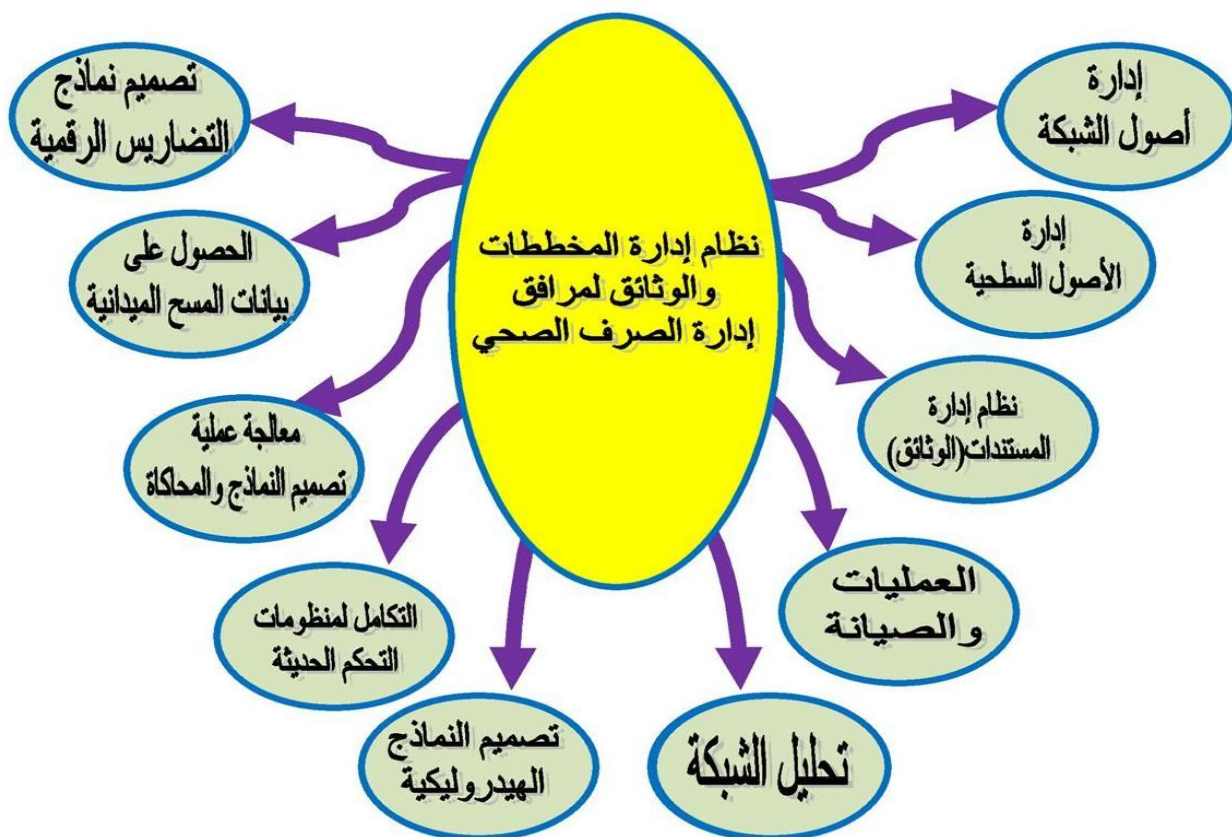 نظام إدارة المخططات
والوثائق لمرافق
إدارة الصرف الصحي
إدارة
أصول الشبكة
إدارة
الأصول السطحية
نظام إدارة
المستندات(الوثائق)
العمليات
والصيانة
تحليل الشبكة
تصميم النماذج
الهيدروليكية
التكامل لمنظومات
التحكم الحديثة
معالجة عملية
تصميم النماذج والمحاكاة
الحصول على
بيانات المسح الميدانية
تصميم نماذج
التضاريس الرقمية